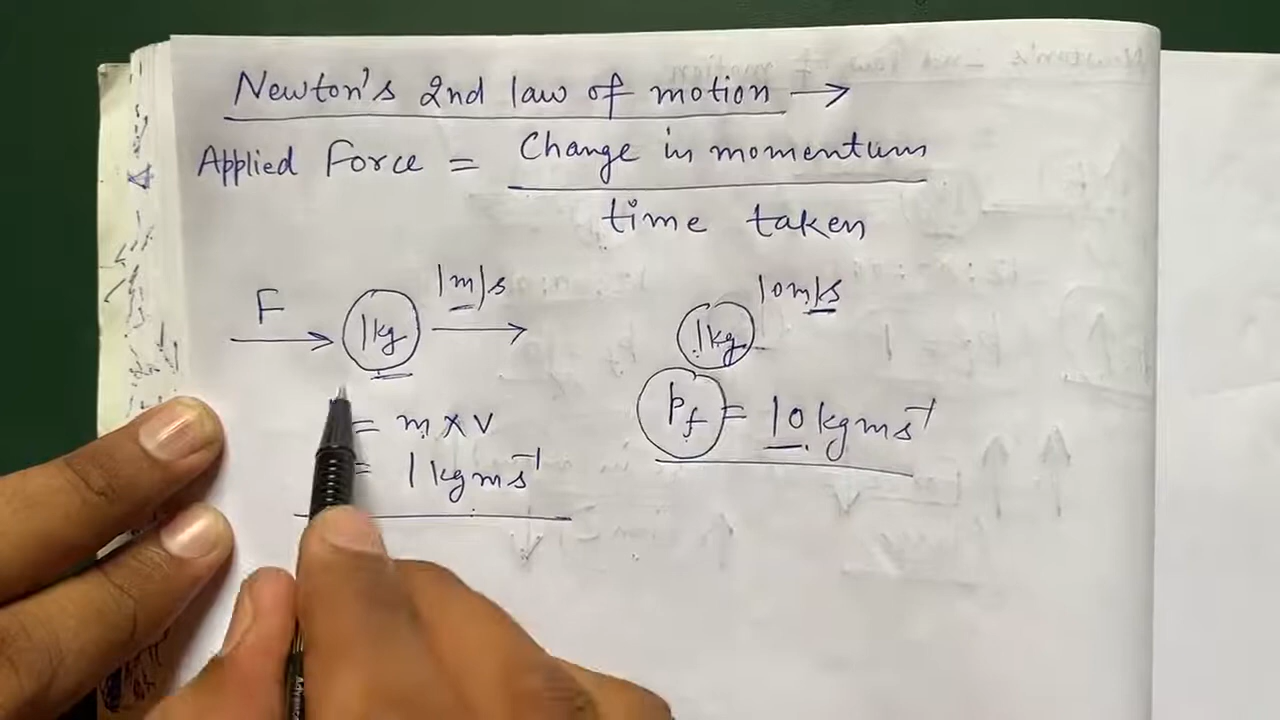 Newton's 2nd law of motion →
Applied Force = Change in momentum
time taken
F 1kg 1m/s
1kg 10m/s
= m x v
= 1 kgms⁻¹
Pf = 10 kgms⁻¹